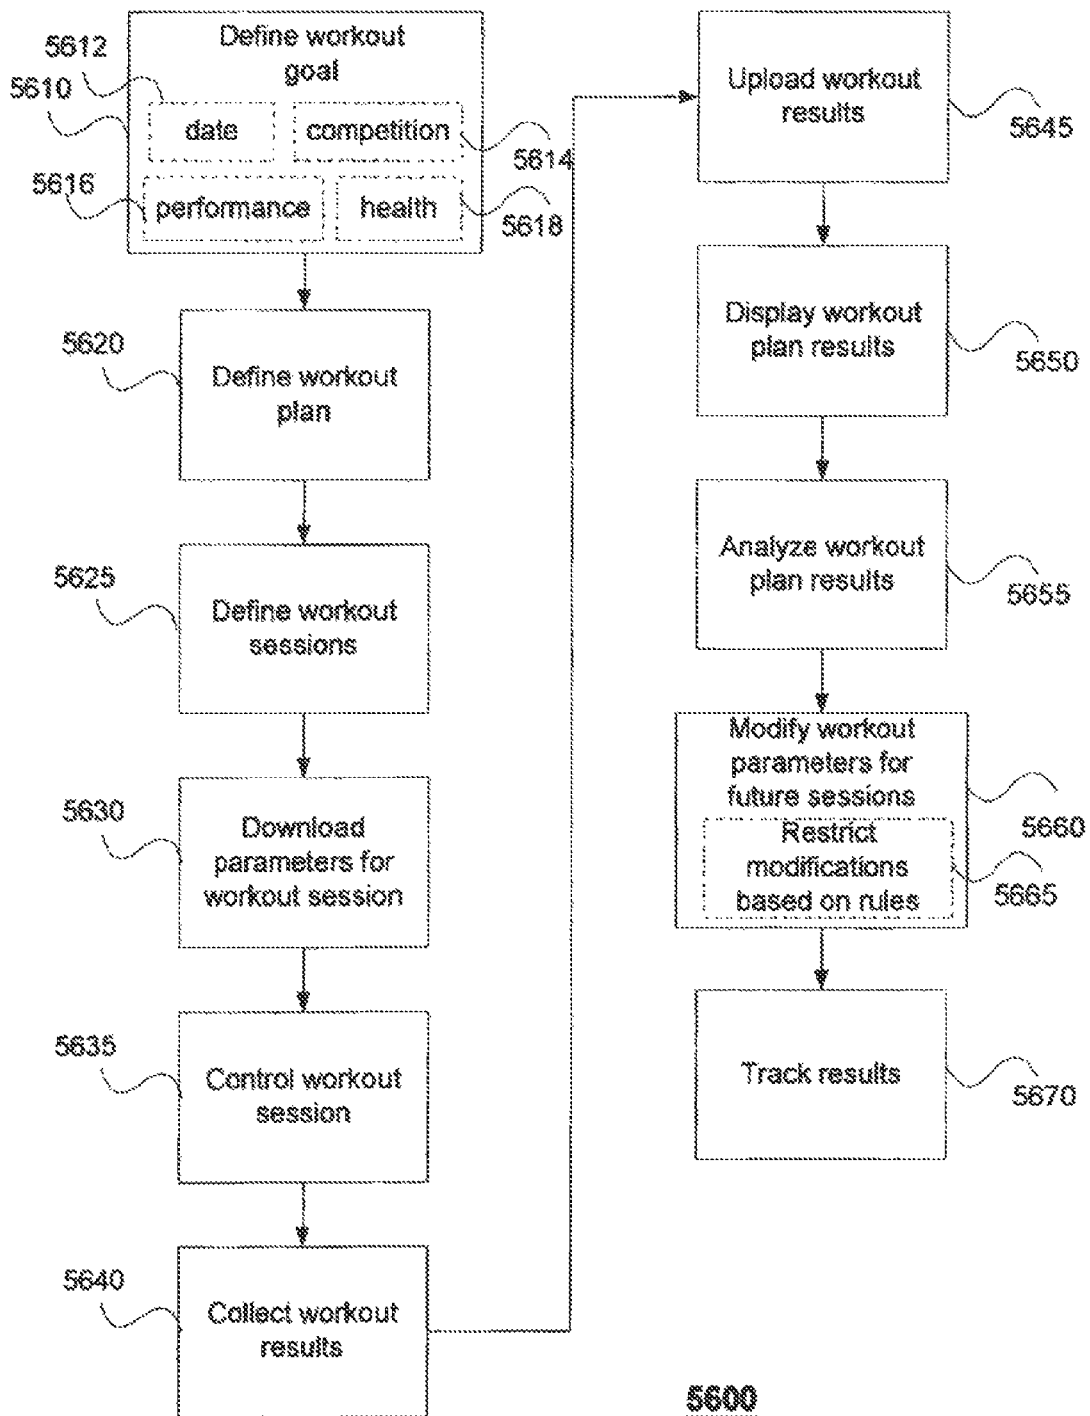 Define workout
goal
5612
5610
date
competition
5614
5616
performance
health
5618
5620
Define workout
plan
5625
Define workout
sessions
5630
Download
parameters for
workout session
5635
Control workout
session
5640
Collect workout
results
Upload workout
results
5645
Display workout
plan results
5650
Analyze workout
plan results
5655
Modify workout
parameters for
future sessions
5660
Restrict
modifications
based on rules
5665
Track results
5670
5600